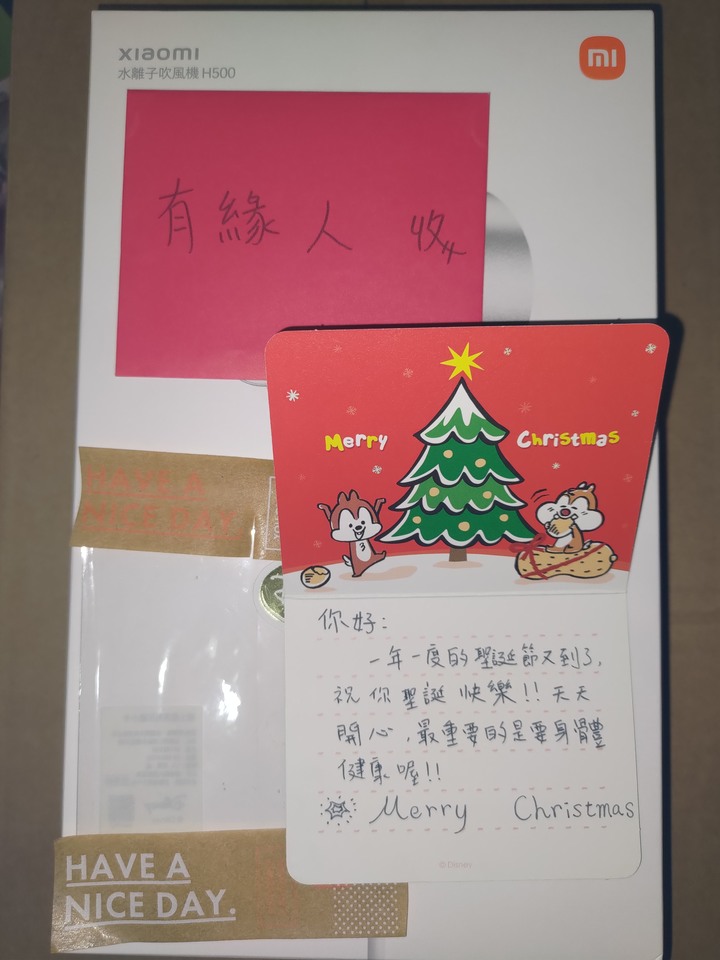 xiaomi
水離子吹風機 H500
mi
有緣人 收
Merry Christmas
HAVE A
NICE DAY.
你好:
一年一度的聖誕節又到了,
祝你聖誕快樂!! 天天
開心,最重要的是要身體
健康喔!!
Merry Christmas
© Disney
HAVE A
NICE DAY.